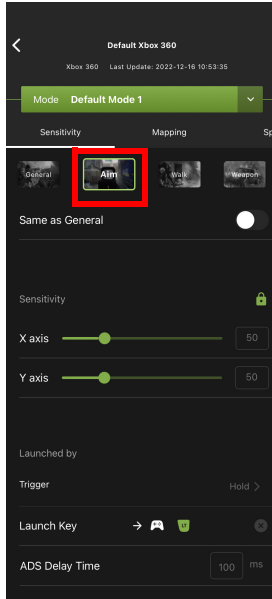 Default Xbox 360
Xbox 360 Last Update: 2022-12-16 10:53:35
Mode Default Mode 1
Sensitivity Mapping Sp
General Aim Walk Weapon
Same as General
Sensitivity
X axis 50
Y axis 50
Launched by
Trigger Hold >
Launch Key → LT
ADS Delay Time 100 ms